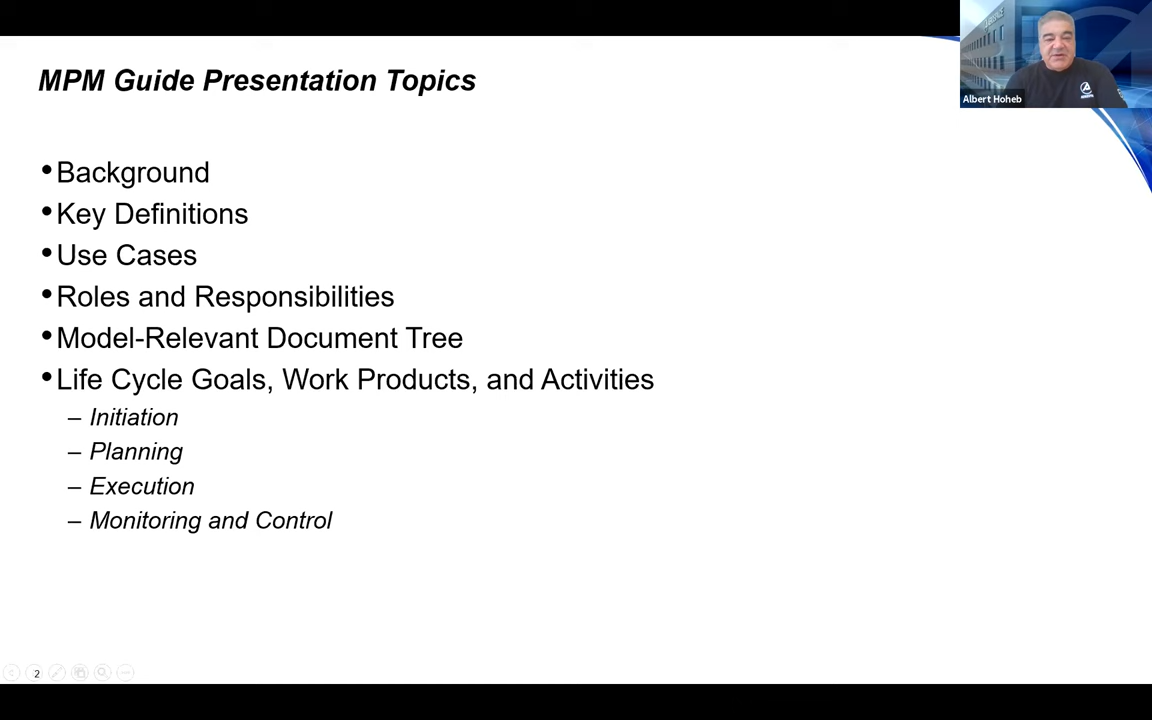 MPM Guide Presentation Topics
Albert Hoheb
•Background
•Key Definitions
•Use Cases
•Roles and Responsibilities
•Model-Relevant Document Tree
•Life Cycle Goals, Work Products, and Activities
– Initiation
– Planning
– Execution
– Monitoring and Control
2